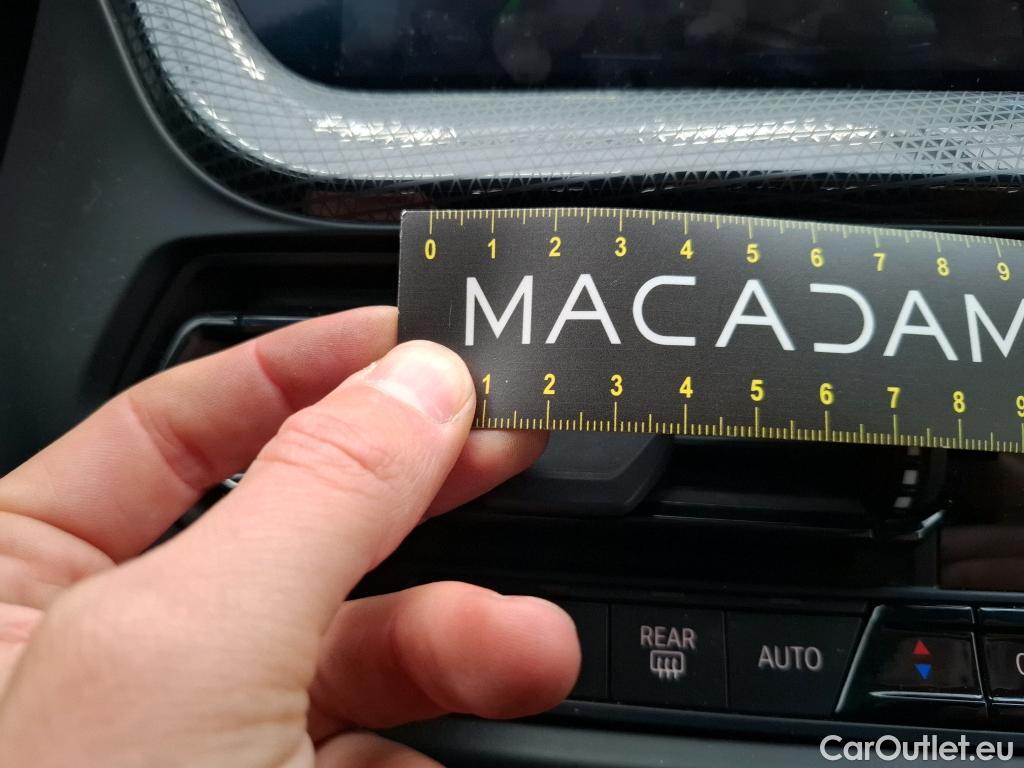 0 1 2 3 4 5 6 7 8 9
MACADAM
1 2 3 4 5 6 7 8 9
REAR
AUTO
CarOutlet.eu